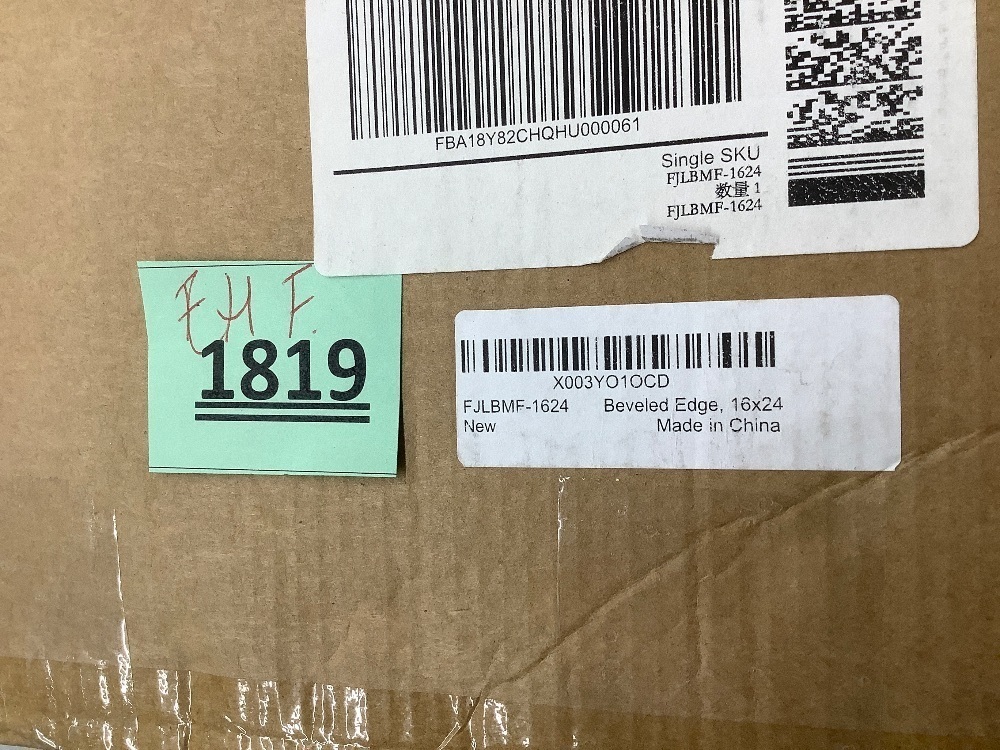 FBA18Y82CHQHU000061
Single SKU
FJLBMF-1624
数量 1
FJLBMF-1624
EHF.
1819
X003YO1OCD
FJLBMF-1624 Beveled Edge, 16x24
New Made in China